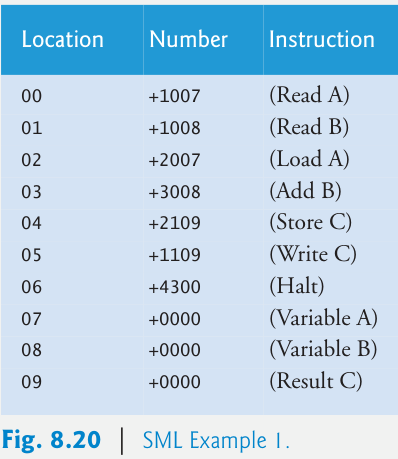 Location Number Instruction
00 +1007 (Read A)
01 +1008 (Read B)
02 +2007 (Load A)
03 +3008 (Add B)
04 +2109 (Store C)
05 +1109 (Write C)
06 +4300 (Halt)
07 +0000 (Variable A)
08 +0000 (Variable B)
09 +0000 (Result C)
Fig. 8.20 | SML Example 1.